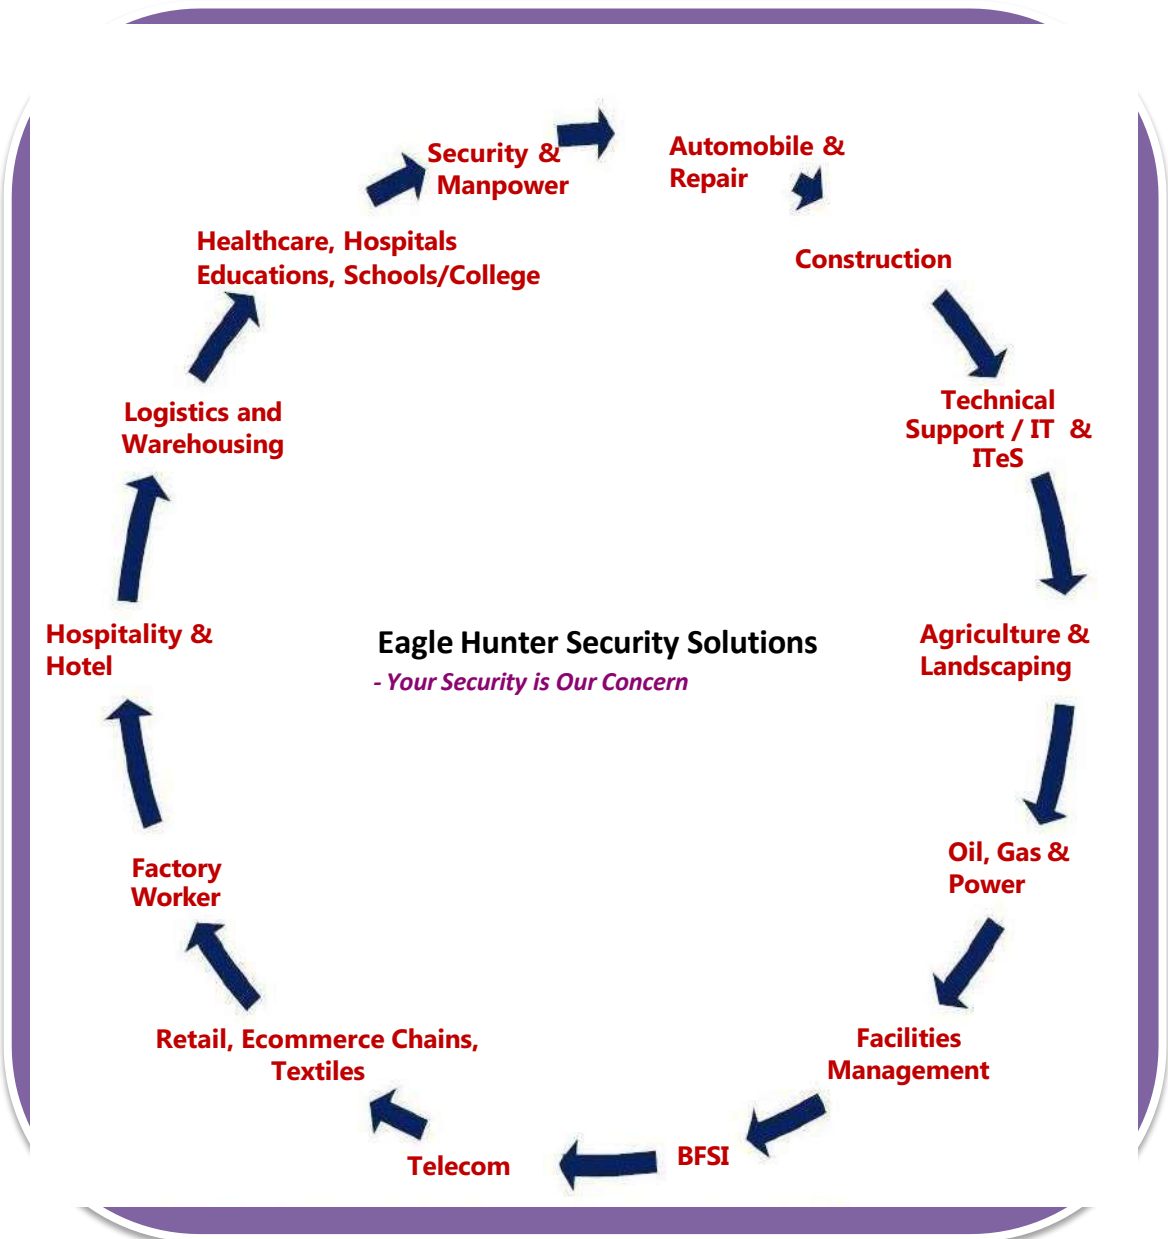 Security &
Manpower
Automobile &
Repair
Construction
Technical
Support / IT &
ITeS
Agriculture &
Landscaping
Oil, Gas &
Power
Facilities
Management
BFSI
Telecom
Retail, Ecommerce Chains,
Textiles
Factory
Worker
Hospitality &
Hotel
Logistics and
Warehousing
Healthcare, Hospitals
Educations, Schools/College
Eagle Hunter Security Solutions
- Your Security is Our Concern